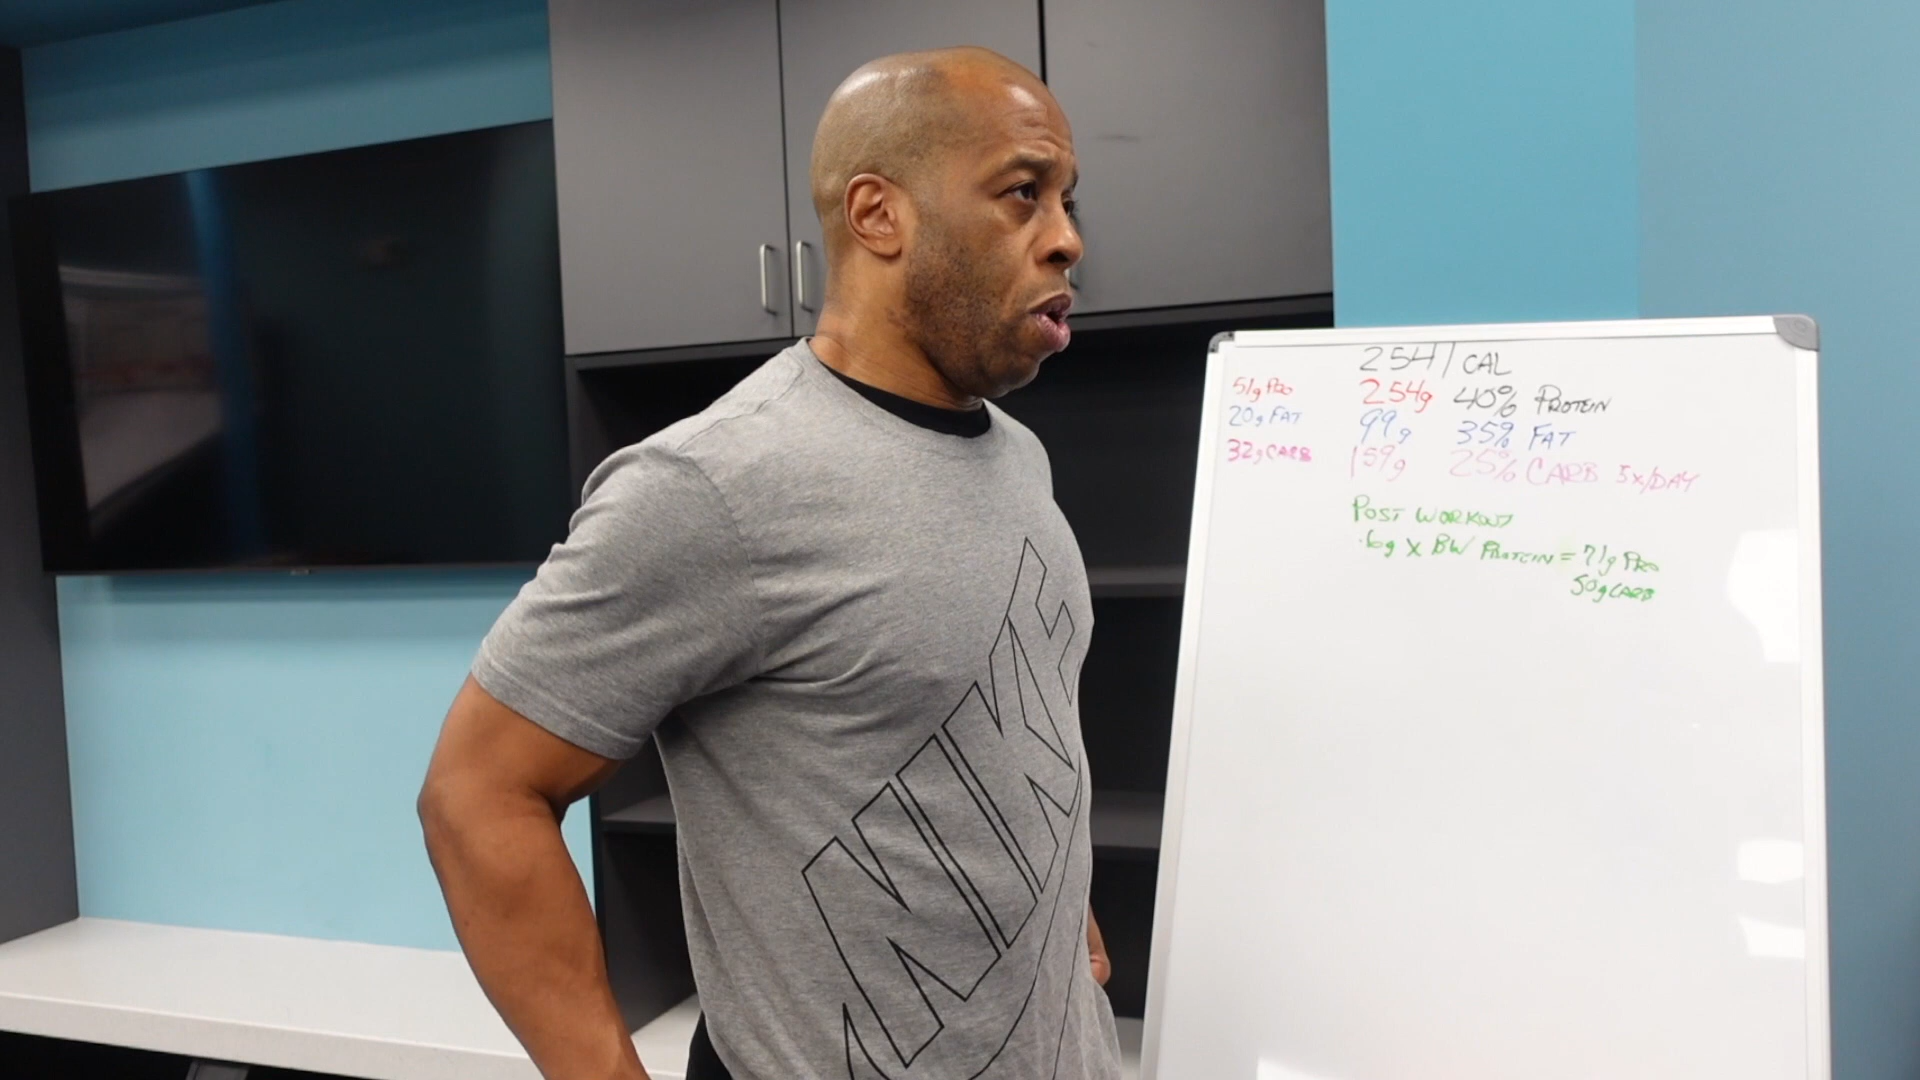 2541 CAL
51g PRO 254g 40% PROTEIN
20g FAT 99g 35% FAT
32g CARB 159g 25% CARB 5x/DAY
POST WORKOUT
.6g X BW PROTEIN = 71g PRO
50g CARB
NIKE